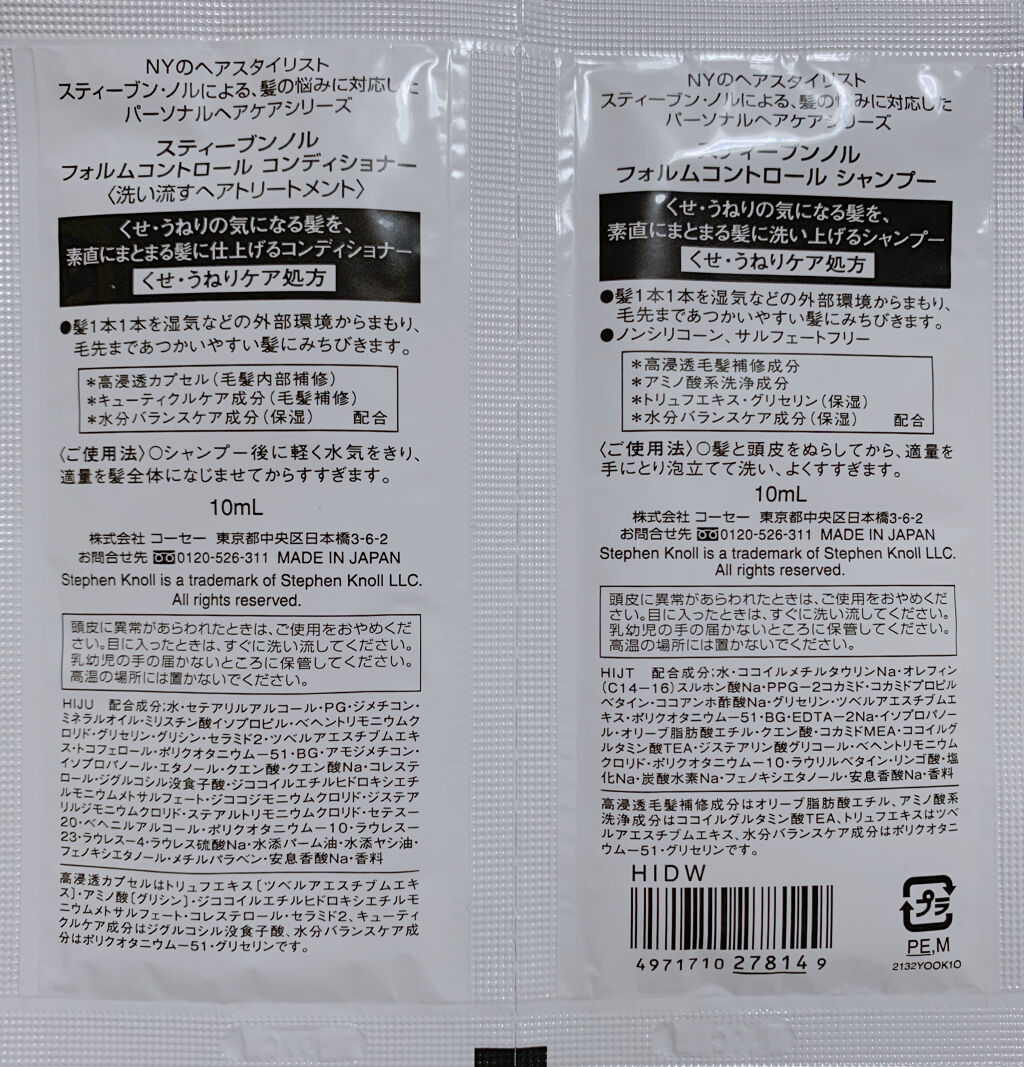 NYのヘアスタイリスト
スティーブン・ノルによる、髪の悩みに対応した
パーソナルヘアケアシリーズ
スティーブンノル
フォルムコントロール コンディショナー
〈洗い流すヘアトリートメント〉
くせ・うねりの気になる髪を、
素直にまとまる髪に仕上げるコンディショナー
くせ・うねりケア処方
●髪1本1本を湿気などの外部環境からまもり、
毛先まであつかいやすい髪にみちびきます。
＊高浸透カプセル（毛髪内部補修）
＊キューティクルケア成分（毛髪補修）
＊水分バランスケア成分（保湿） 配合
〈ご使用法〉○シャンプー後に軽く水気をきり、
適量を髪全体になじませてからすすぎます。
10mL
株式会社 コーセー 東京都中央区日本橋3-6-2
お問合せ先 0120-526-311 MADE IN JAPAN
Stephen Knoll is a trademark of Stephen Knoll LLC.
All rights reserved.
頭皮に異常があらわれたときは、ご使用をおやめくだ
さい。目に入ったときは、すぐに洗い流してください。
乳幼児の手の届かないところに保管してください。
高温の場所には置かないでください。
HIJU 配合成分;水・セテアリルアルコール・PG・ジメチコン・
ミネラルオイル・ミリスチン酸イソプロピル・ベヘントリモニウムク
ロリド・グリセリン・グリシン・セラミド2・ツベルアエスチブムエキ
ス・トコフェロール・ポリクオタニウムー51・BG・アモジメチコン・
イソプロパノール・エタノール・クエン酸・クエン酸Na・コレステ
ロール・ジグルコシル没食子酸・ジココイルエチルヒドロキシエチ
ルモニウムメトサルフェート・ジココジモニウムクロリド・ジステア
リルジモニウムクロリド・ステアルトリモニウムクロリド・セテスー
20・ベヘニルアルコール・ポリクオタニウムー10・ラウレスー
23・ラウレスー4・ラウレス硫酸Na・水添パーム油・水添ヤシ油・
フェノキシエタノール・メチルパラベン・安息香酸Na・香料
高浸透カプセルはトリュフエキス〔ツベルアエスチブムエキ
ス〕・アミノ酸〔グリシン〕・ジココイルエチルヒドロキシエチルモ
ニウムメトサルフェート・コレステロール・セラミド2、キューティ
クルケア成分はジグルコシル没食子酸、水分バランスケア成
分はポリクオタニウムー51・グリセリンです。
NYのヘアスタイリスト
スティーブン・ノルによる、髪の悩みに対応した
パーソナルヘアケアシリーズ
スティーブンノル
フォルムコントロール シャンプー
くせ・うねりの気になる髪を、
素直にまとまる髪に洗い上げるシャンプー
くせ・うねりケア処方
●髪1本1本を湿気などの外部環境からまもり、
毛先まであつかいやすい髪にみちびきます。
●ノンシリコーン、サルフェートフリー
＊高浸透毛髪補修成分
＊アミノ酸系洗浄成分
＊トリュフエキス・グリセリン（保湿）
＊水分バランスケア成分（保湿） 配合
〈ご使用法〉○髪と頭皮をぬらしてから、適量を
手にとり泡立てて洗い、よくすすぎます。
10mL
株式会社 コーセー 東京都中央区日本橋3-6-2
お問合せ先 0120-526-311 MADE IN JAPAN
Stephen Knoll is a trademark of Stephen Knoll LLC.
All rights reserved.
頭皮に異常があらわれたときは、ご使用をおやめくだ
さい。目に入ったときは、すぐに洗い流してください。
乳幼児の手の届かないところに保管してください。
高温の場所には置かないでください。
HIJT 配合成分;水・ココイルメチルタウリンNa・オレフィン
（C14－16）スルホン酸Na・PPG－2コカミド・コカミドプロピル
ベタイン・ココアンホ酢酸Na・グリセリン・ツベルアエスチブムエ
キス・ポリクオタニウムー51・BG・EDTA－2Na・イソプロパノー
ル・オリーブ脂肪酸エチル・クエン酸・コカミドMEA・ココイルグ
ルタミン酸TEA・ジステアリン酸グリコール・ベヘントリモニウム
クロリド・ポリクオタニウムー10・ラウリルベタイン・リンゴ酸・塩
化Na・炭酸水素Na・フェノキシエタノール・安息香酸Na・香料
高浸透毛髪補修成分はオリーブ脂肪酸エチル、アミノ酸系
洗浄成分はココイルグルタミン酸TEA、トリュフエキスはツベ
ルアエスチブムエキス、水分バランスケア成分はポリクオタニ
ウムー51・グリセリンです。
HIDW
4971710 278149
プラ
PE,M
2132YOOK10